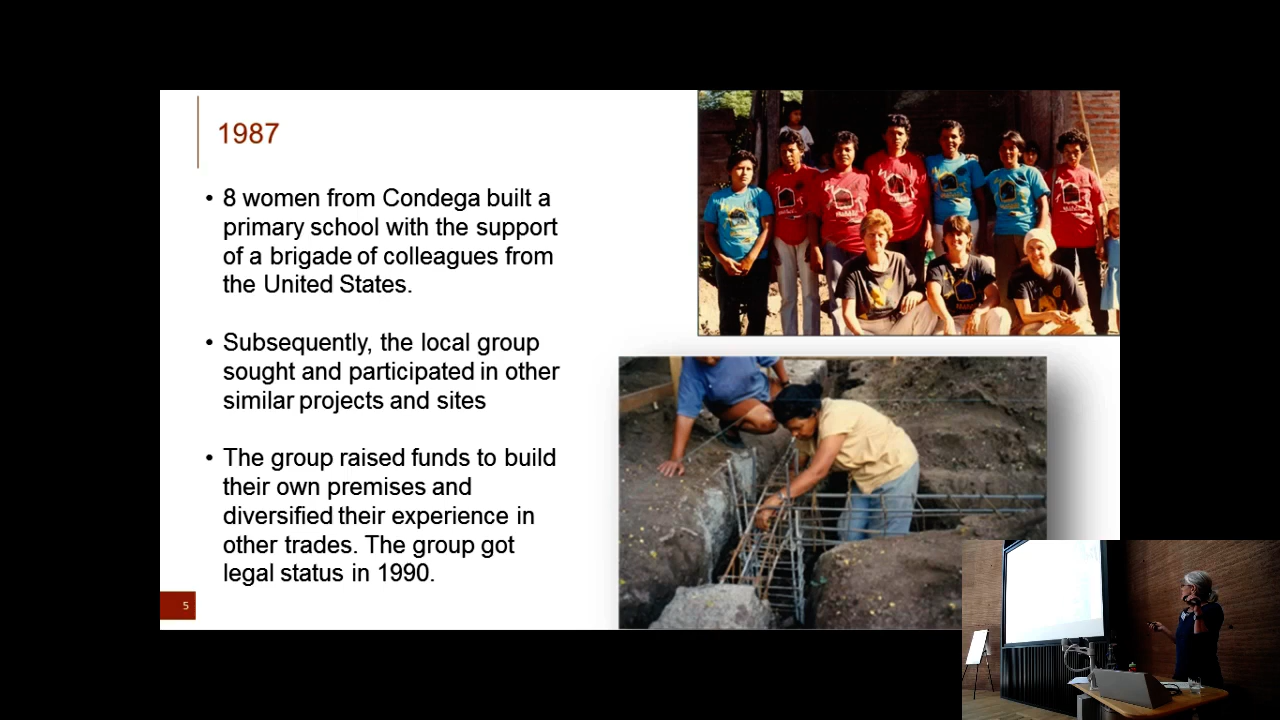 1987
• 8 women from Condega built a
primary school with the support
of a brigade of colleagues from
the United States.
• Subsequently, the local group
sought and participated in other
similar projects and sites
• The group raised funds to build
their own premises and
diversified their experience in
other trades. The group got
legal status in 1990.
5